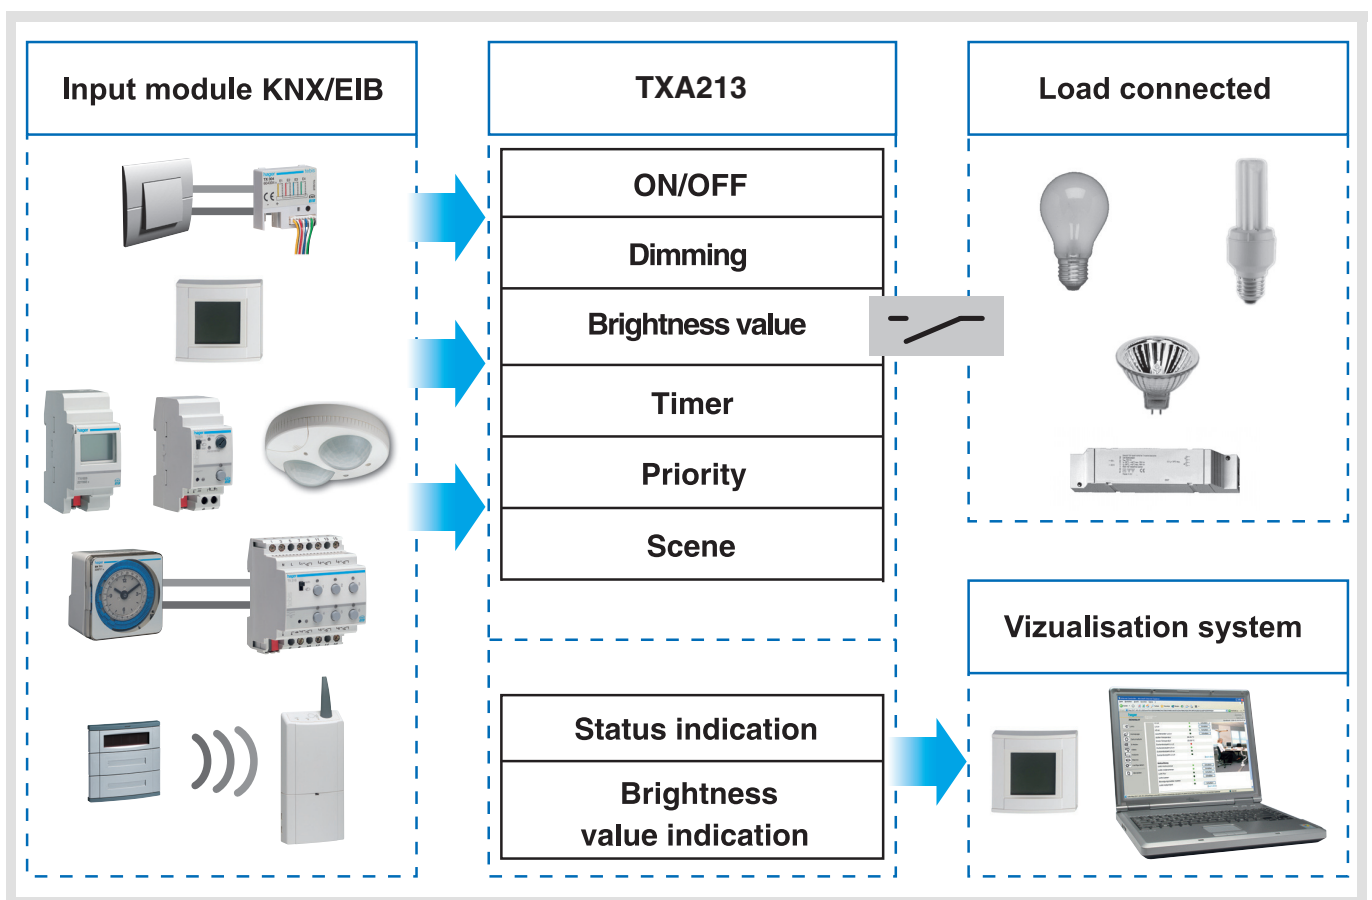 Input module KNX/EIB
TXA213
Load connected
ON/OFF
Dimming
Brightness value
Timer
Priority
Scene
Vizualisation system
Status indication
Brightness
value indication